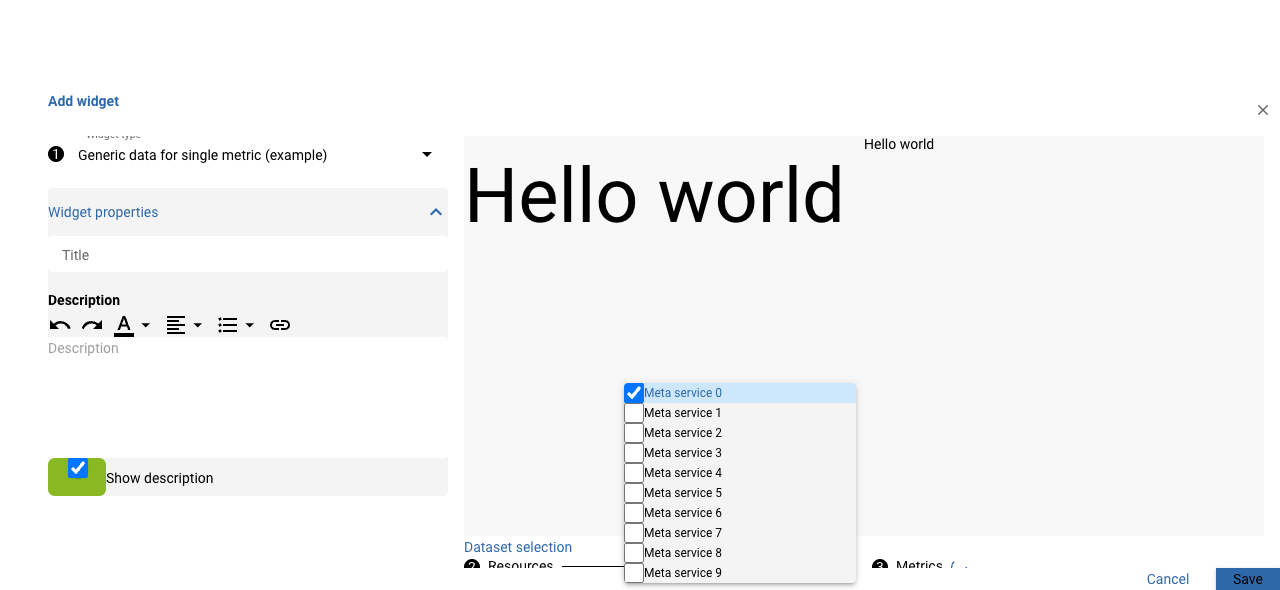 Add widget
Widget type
1 Generic data for single metric (example)
Widget properties
Title
Description
A
Description
Show description
Hello world
Hello world
Meta service 0
Meta service 1
Meta service 2
Meta service 3
Meta service 4
Meta service 5
Meta service 6
Meta service 7
Meta service 8
Meta service 9
Dataset selection
2 Resources
3 Metrics (
Cancel
Save